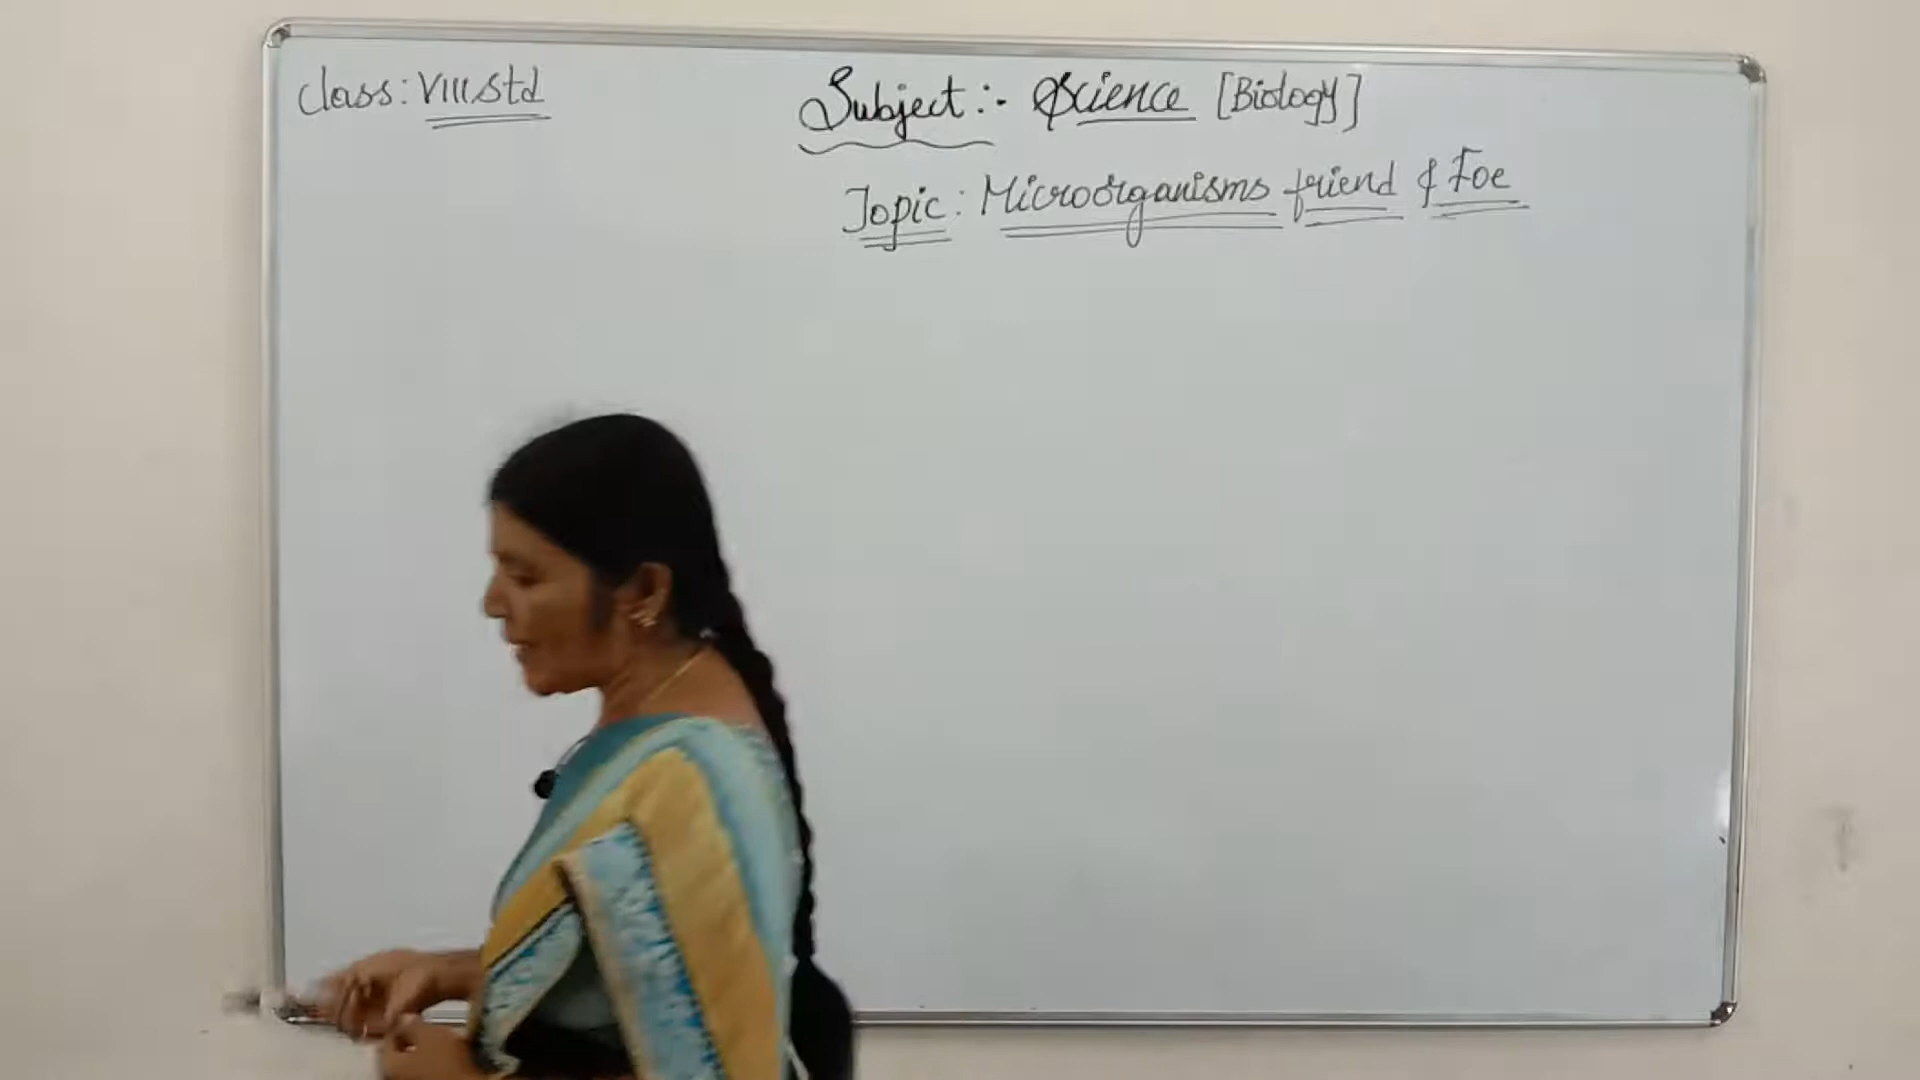 Class: VIII Std
Subject:- Science [Biology]
Topic: Microorganisms friend & Foe